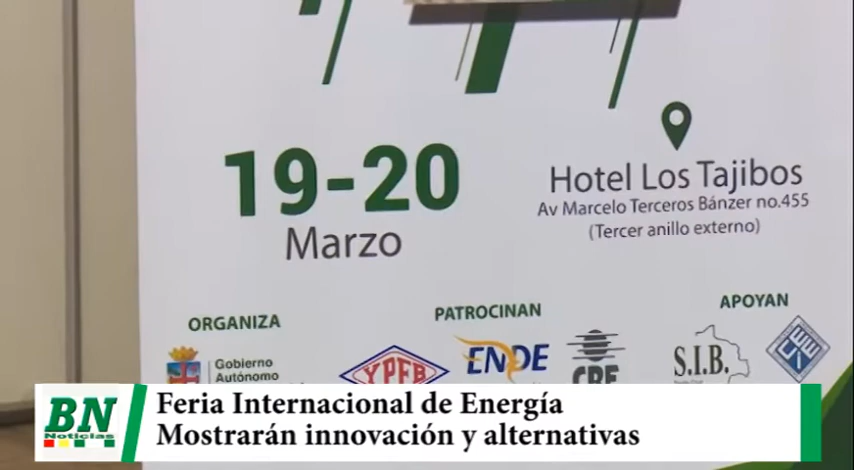 19-20
Marzo
Hotel Los Tajibos
Av Marcelo Terceros Bánzer no.455
(Tercer anillo externo)
ORGANIZA
PATROCINAN
APOYAN
Gobierno
Autónomo
YPFB
ENDE
CRE
S.I.B.
BN
Noticias
Feria Internacional de Energía
Mostrarán innovación y alternativas